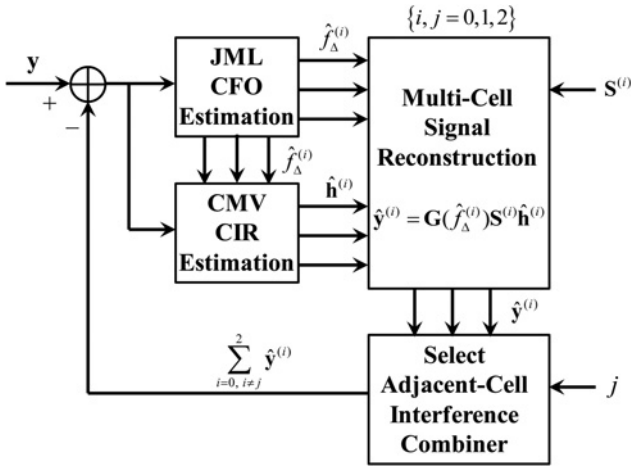 {i, j = 0,1,2}
y
+
−
JML
CFO
Estimation
f̂_Δ^(i)
Multi-Cell
Signal
Reconstruction
S^(i)
f̂_Δ^(i)
CMV
CIR
Estimation
ĥ^(i)
ŷ^(i) = G(f̂_Δ^(i))S^(i)ĥ^(i)
ŷ^(i)
∑_{i=0, i≠j}^{2} ŷ^(i)
Select
Adjacent-Cell
Interference
Combiner
j